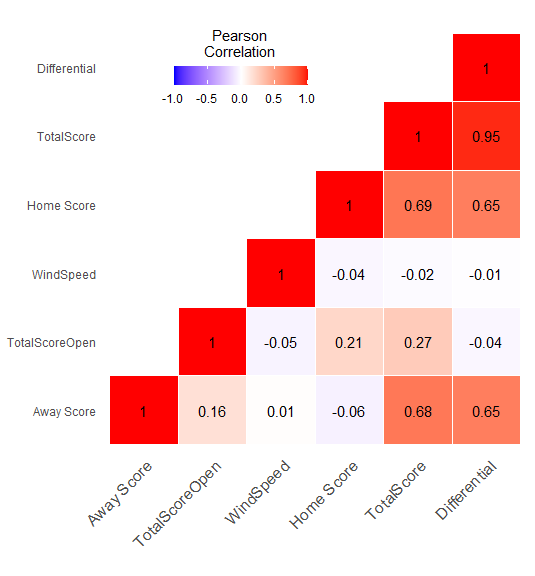 Pearson
Correlation
-1.0 -0.5 0.0 0.5 1.0
Differential 1
TotalScore 1 0.95
Home Score 1 0.69 0.65
WindSpeed 1 -0.04 -0.02 -0.01
TotalScoreOpen 1 -0.05 0.21 0.27 -0.04
Away Score 1 0.16 0.01 -0.06 0.68 0.65
Away Score TotalScoreOpen WindSpeed Home Score TotalScore Differential